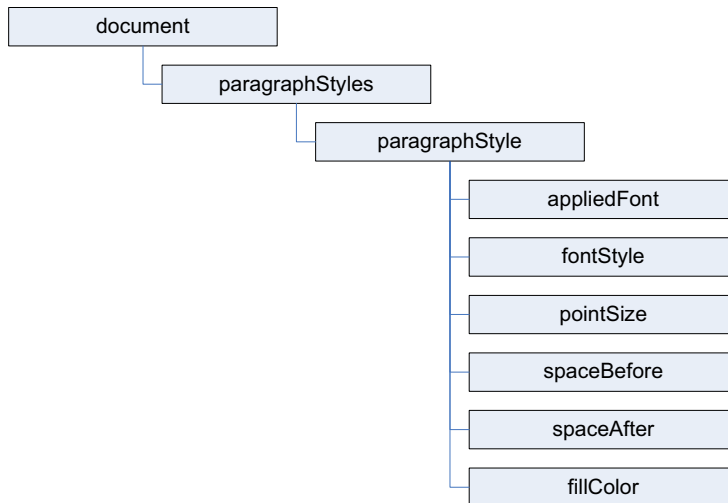 document
paragraphStyles
paragraphStyle
appliedFont
fontStyle
pointSize
spaceBefore
spaceAfter
fillColor